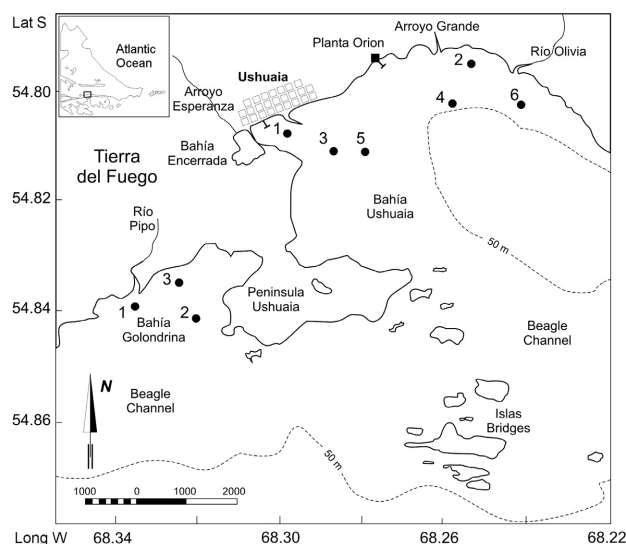 Lat S
Atlantic
Ocean
Arroyo Grande
Planta Orion
Río Olivia
Ushuaia
Arroyo
Esperanza
54.80
2
4
6
1
3
5
Bahía
Encerrada
Tierra
del Fuego
54.82
Bahía
Ushuaia
Río
Pipo
50 m
3
Peninsula
Ushuaia
54.84
1
2
Bahía
Golondrina
Beagle
Channel
N
Beagle
Channel
Islas
Bridges
54.86
50 m
1000
0
1000
2000
Long W
68.34
68.30
68.26
68.22